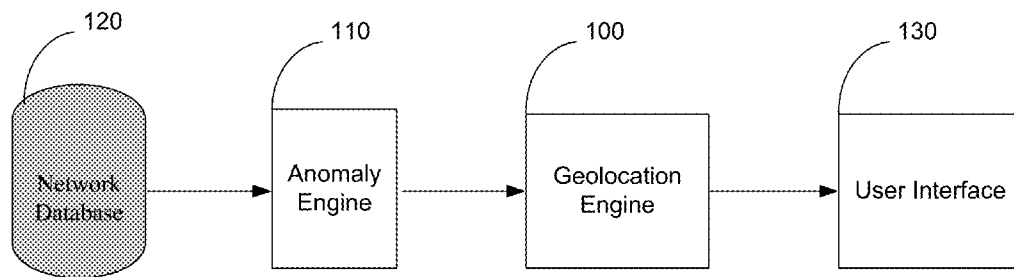 120
110
100
130
Network
Database
Anomaly
Engine
Geolocation
Engine
User Interface